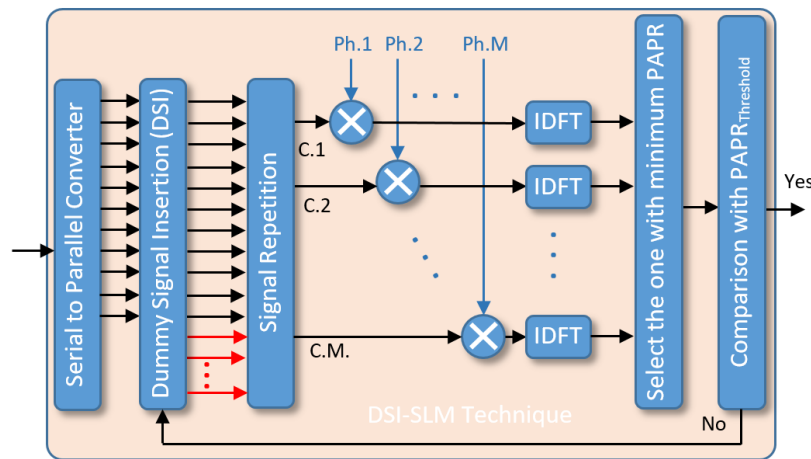 Ph.1
Ph.2
Ph.M
Serial to Parallel Converter
Dummy Signal Insertion (DSI)
Signal Repetition
C.1
C.2
C.M.
IDFT
IDFT
IDFT
Select the one with minimum PAPR
Comparison with PAPRThreshold
Yes
No
DSI-SLM Technique